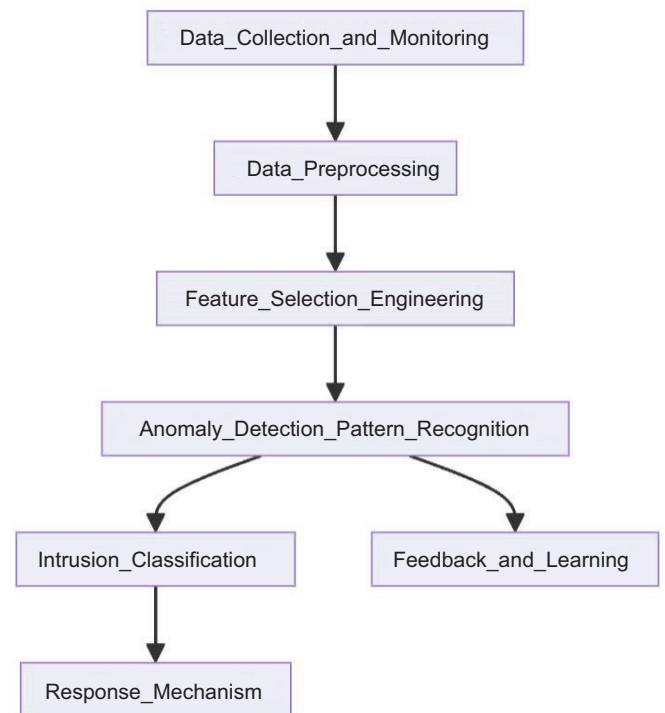 Data_Collection_and_Monitoring
Data_Preprocessing
Feature_Selection_Engineering
Anomaly_Detection_Pattern_Recognition
Intrusion_Classification
Feedback_and_Learning
Response_Mechanism